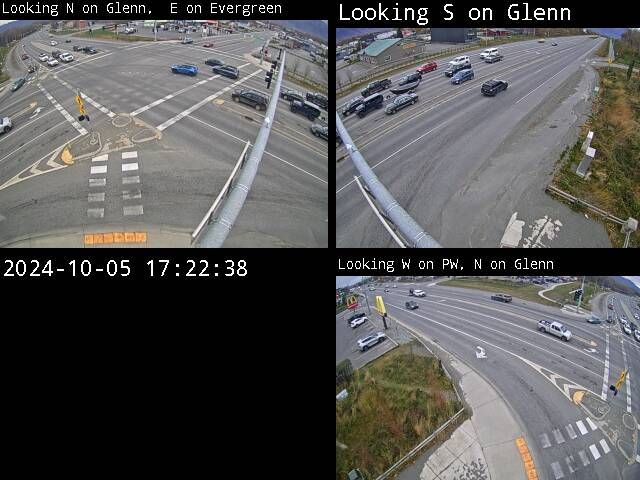 Looking N on Glenn, E on Evergreen
Looking S on Glenn
2024-10-05 17:22:38
Looking W on PW, N on Glenn